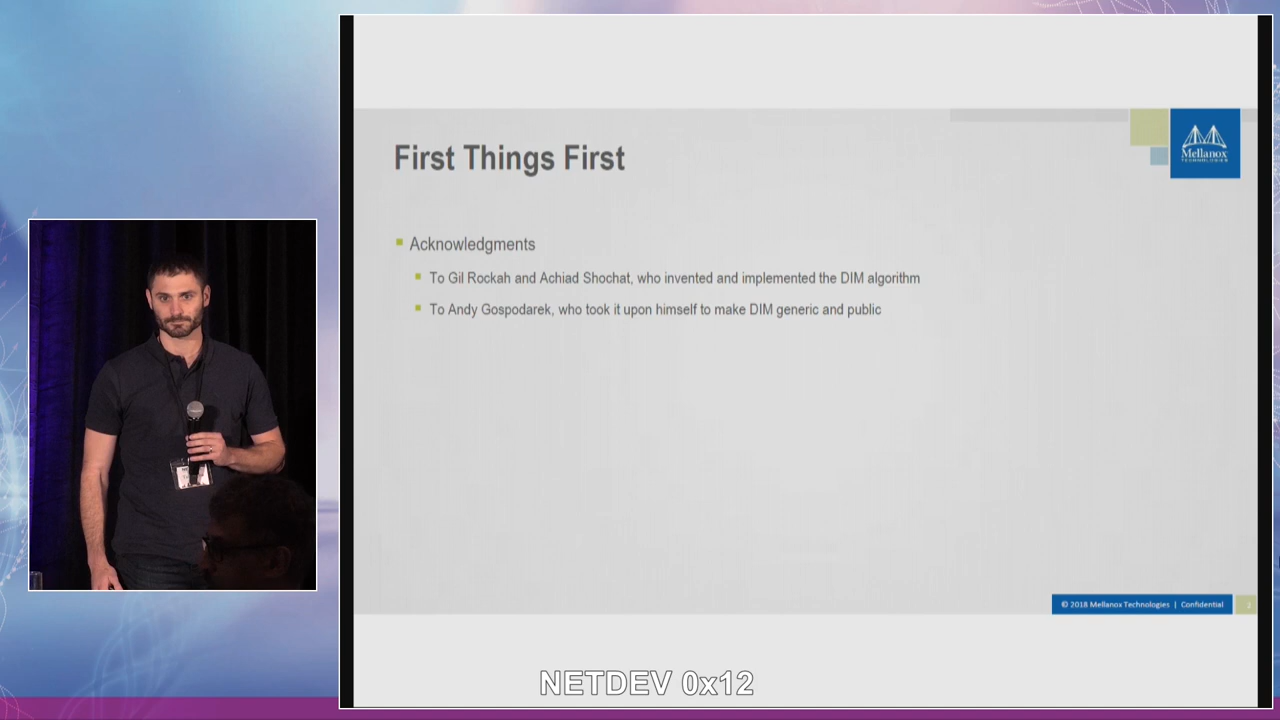 First Things First
Mellanox
TECHNOLOGIES
Acknowledgments
To Gil Rockah and Achiad Shochat, who invented and implemented the DIM algorithm
To Andy Gospodarek, who took it upon himself to make DIM generic and public
© 2018 Mellanox Technologies | Confidential
2
NETDEV 0x12